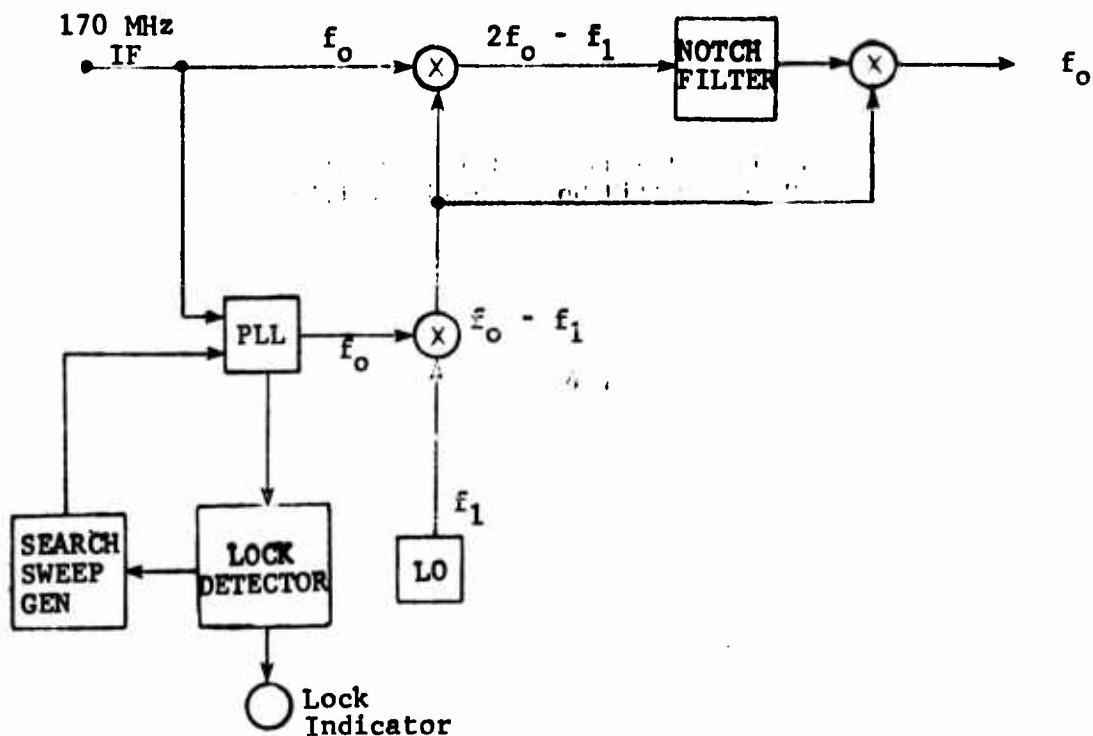 170 MHz
IF
f_o
2f_o - f_1
NOTCH
FILTER
f_o
PLL
f_o
f_o - f_1
f_1
SEARCH
SWEEP
GEN
LOCK
DETECTOR
LO
Lock
Indicator